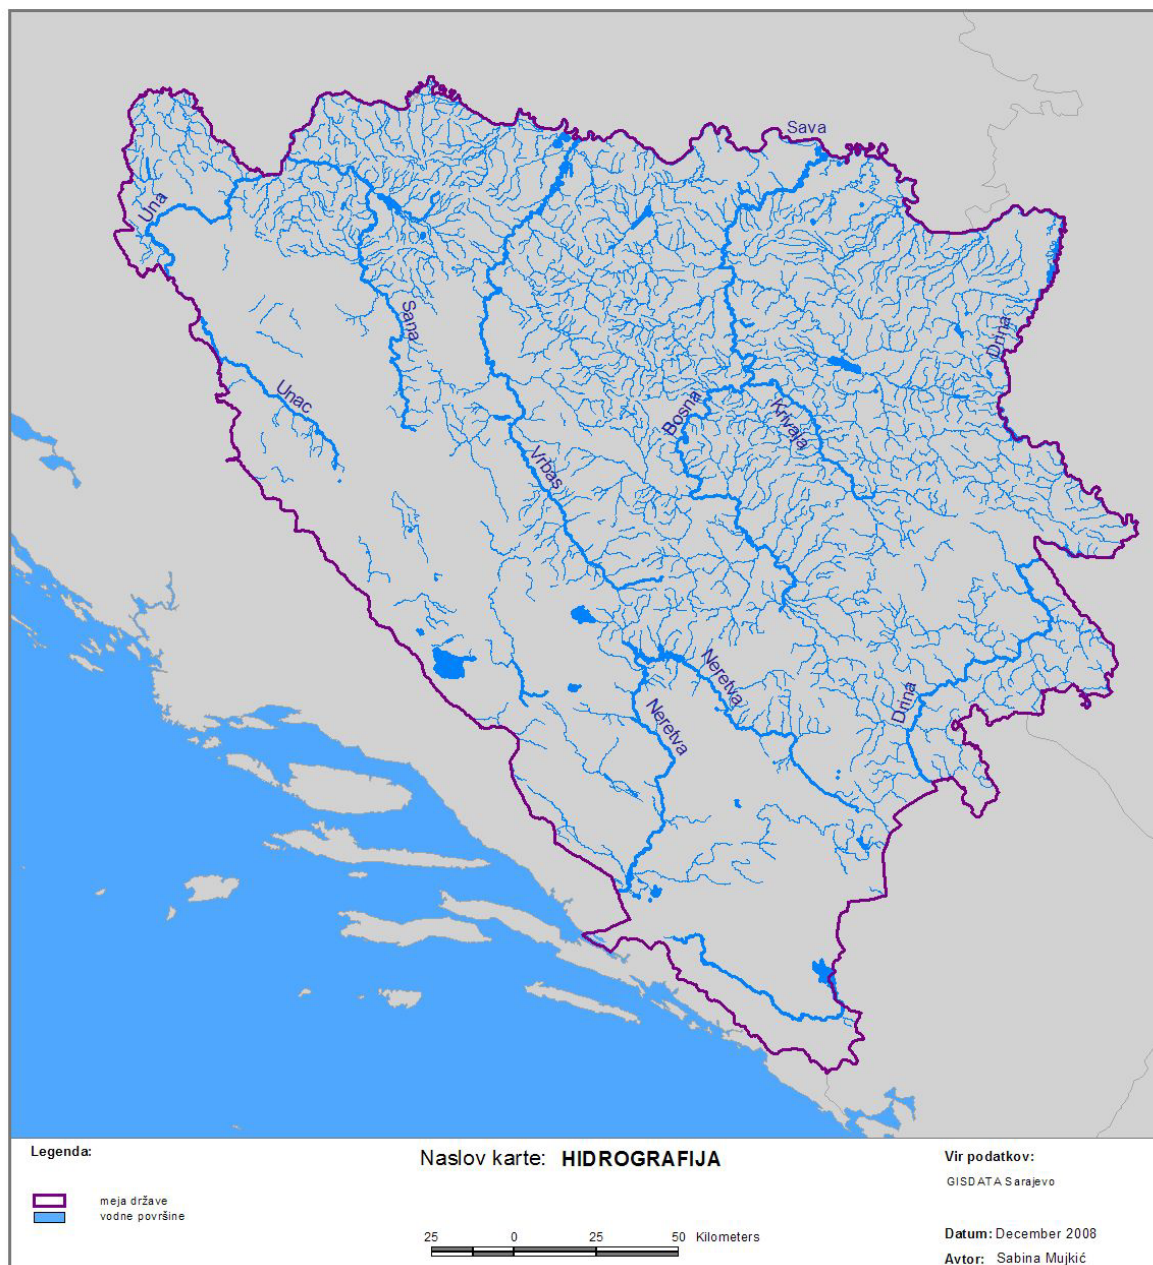 Sava
Una
Drina
Sana
Unac
Bosna
Krivaja
Vrbas
Neretva
Drina
Neretva
Legenda:
meja države
vodne površine
Naslov karte: HIDROGRAFIJA
25 0 25 50 Kilometers
Vir podatkov:
GISDATA Sarajevo
Datum: December 2008
Avtor: Sabina Mujkić